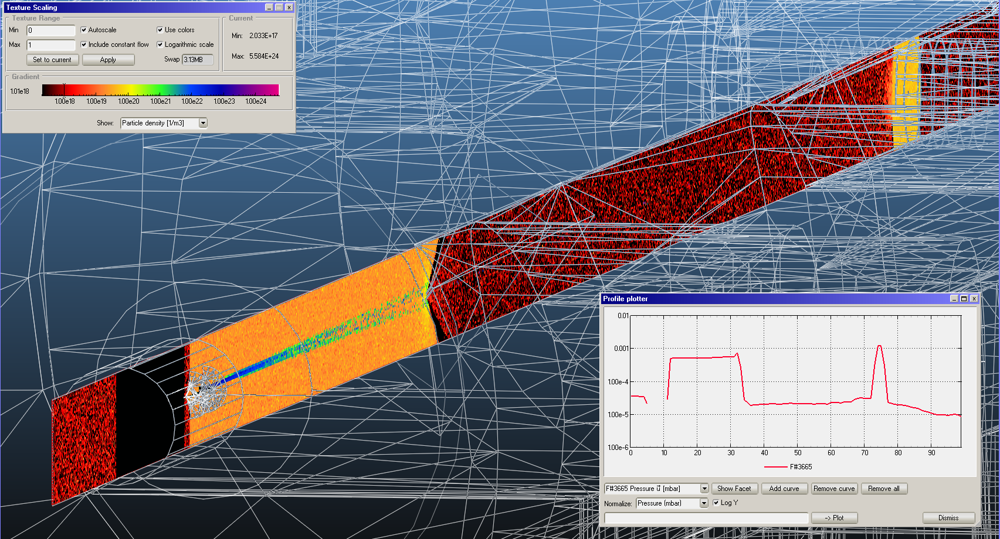 Texture Scaling
Texture Range
Min 0 Autoscale Use colors
Max 1 Include constant flow Logarithmic scale
Set to current Apply Swap 3.13MB
Current
Min: 2.033E+17
Max: 5.584E+24
Gradient
1.01e18
1.00e18 1.00e19 1.00e20 1.00e21 1.00e22 1.00e23 1.00e24
Show: Particle density [1/m3]
Profile plotter
0.01
0.001
1.00e-4
1.00e-5
1.00e-6
0 10 20 30 40 50 60 70 80 90
F#3665
Show Facet Add curve Remove curve Remove all
Normalize: Pressure (mbar) Log Y
-> Plot Dismiss